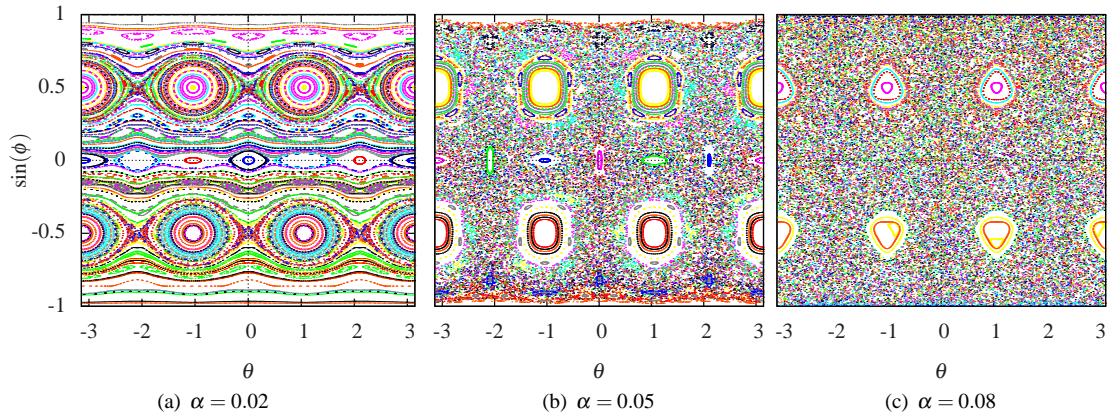 1
0.5
0
-0.5
-1
sin(ϕ)
-3 -2 -1 0 1 2 3
-3 -2 -1 0 1 2 3
-3 -2 -1 0 1 2 3
θ
θ
θ
(a) α = 0.02
(b) α = 0.05
(c) α = 0.08